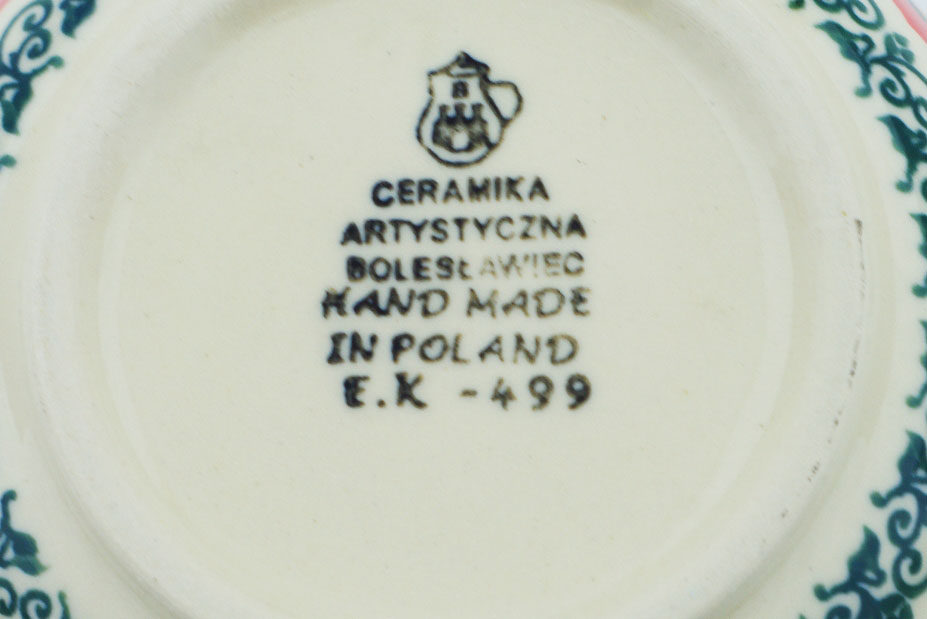 B
CERAMIKA
ARTYSTYCZNA
BOLESŁAWIEC
HAND MADE
IN POLAND
E.K - 499